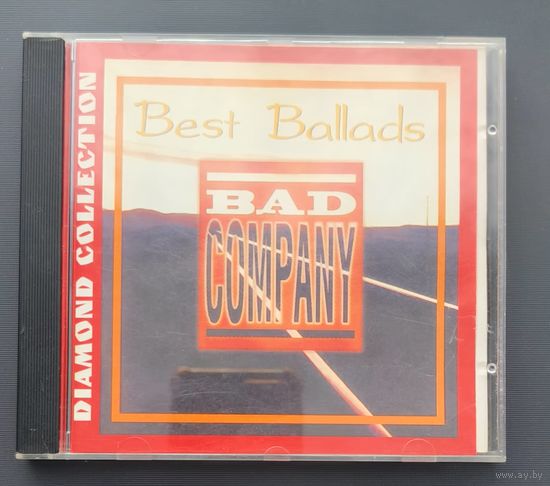 DIAMOND COLLECTION
Best Ballads
BAD
COMPANY
www.ay.by